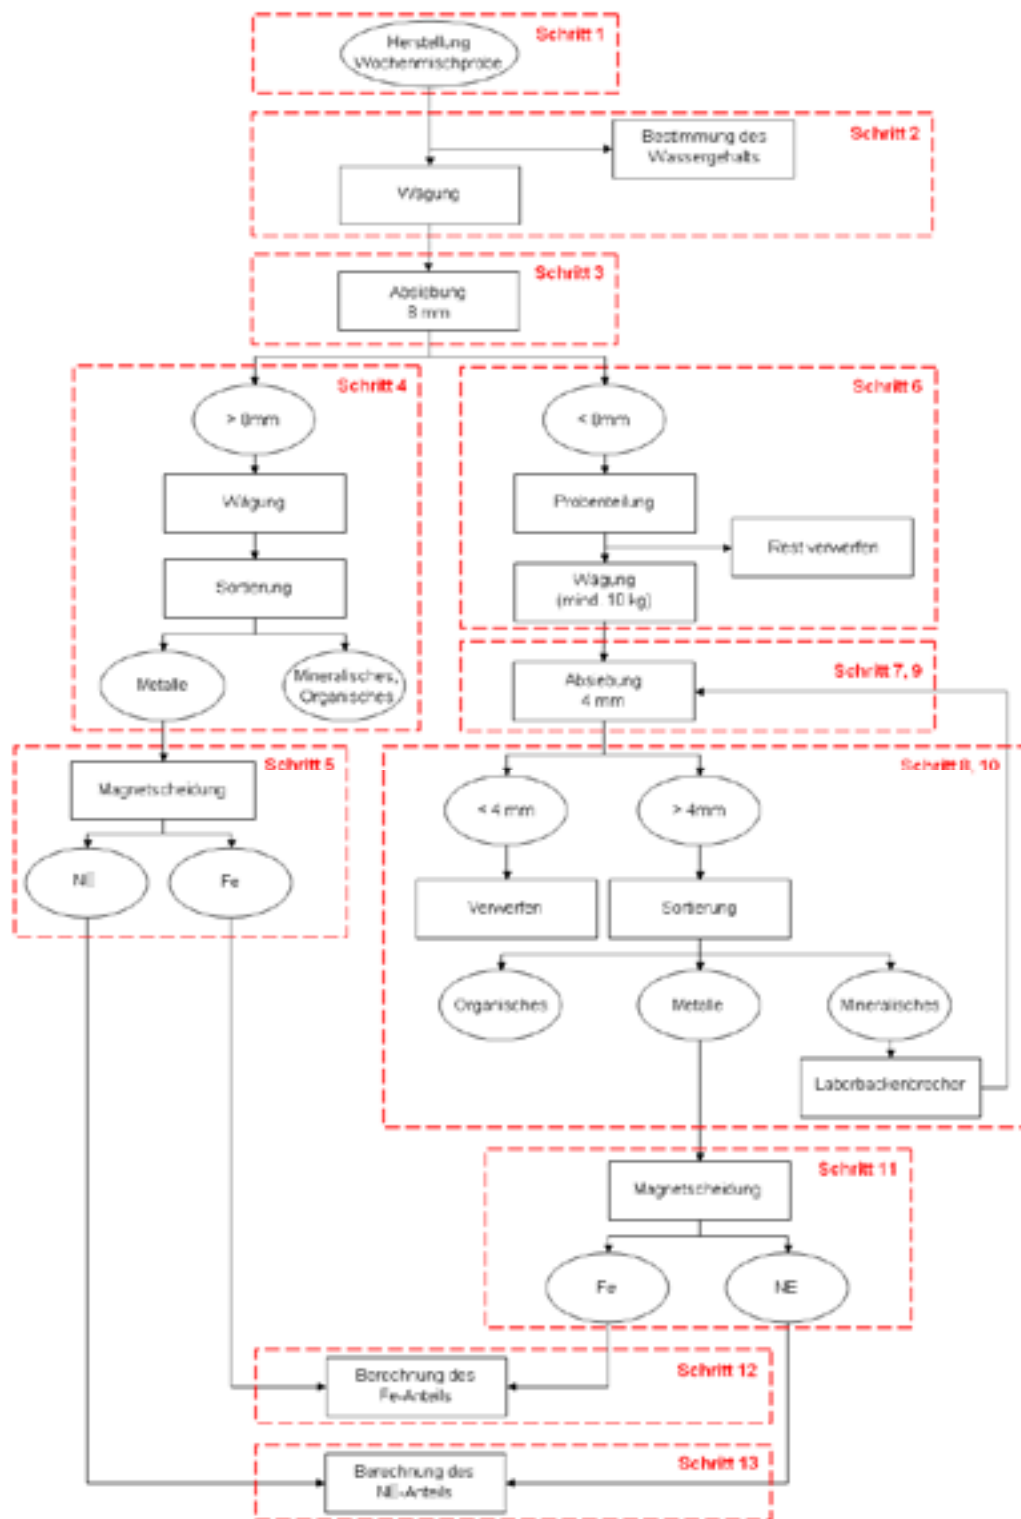 Schritt 1
Herstellung
Wochenmischprobe
Schritt 2
Bestimmung des
Wassergehalts
Wägung
Schritt 3
Absiebung
8 mm
Schritt 4
> 8mm
Wägung
Sortierung
Metalle
Mineralisches,
Organisches
Schritt 5
Magnetscheidung
NE
Fe
Schritt 6
< 8mm
Probenteilung
Rest verwerfen
Wägung
(mind. 10 kg)
Schritt 7, 9
Absiebung
4 mm
Schritt 8, 10
< 4 mm
> 4mm
Verwerfen
Sortierung
Organisches
Metalle
Mineralisches
Laborbackenbrecher
Schritt 11
Magnetscheidung
Fe
NE
Schritt 12
Berechnung des
Fe-Anteils
Schritt 13
Berechnung des
NE-Anteils